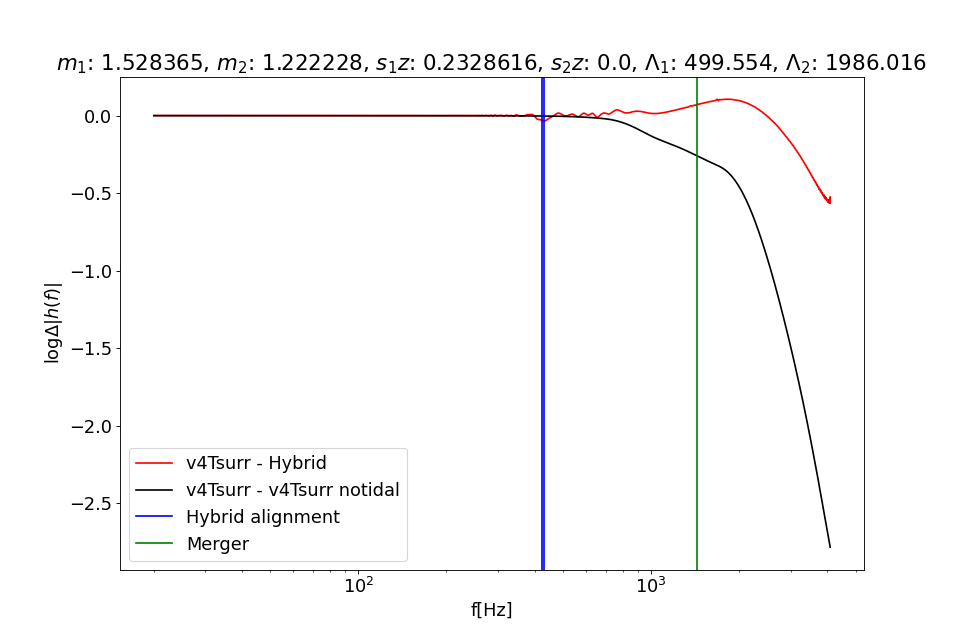 m₁: 1.528365, m₂: 1.222228, s₁z: 0.2328616, s₂z: 0.0, Λ₁: 499.554, Λ₂: 1986.016
logΔ|h(f)|
0.0
−0.5
−1.0
−1.5
−2.0
−2.5
v4Tsurr - Hybrid
v4Tsurr - v4Tsurr notidal
Hybrid alignment
Merger
10² 10³
f[Hz]